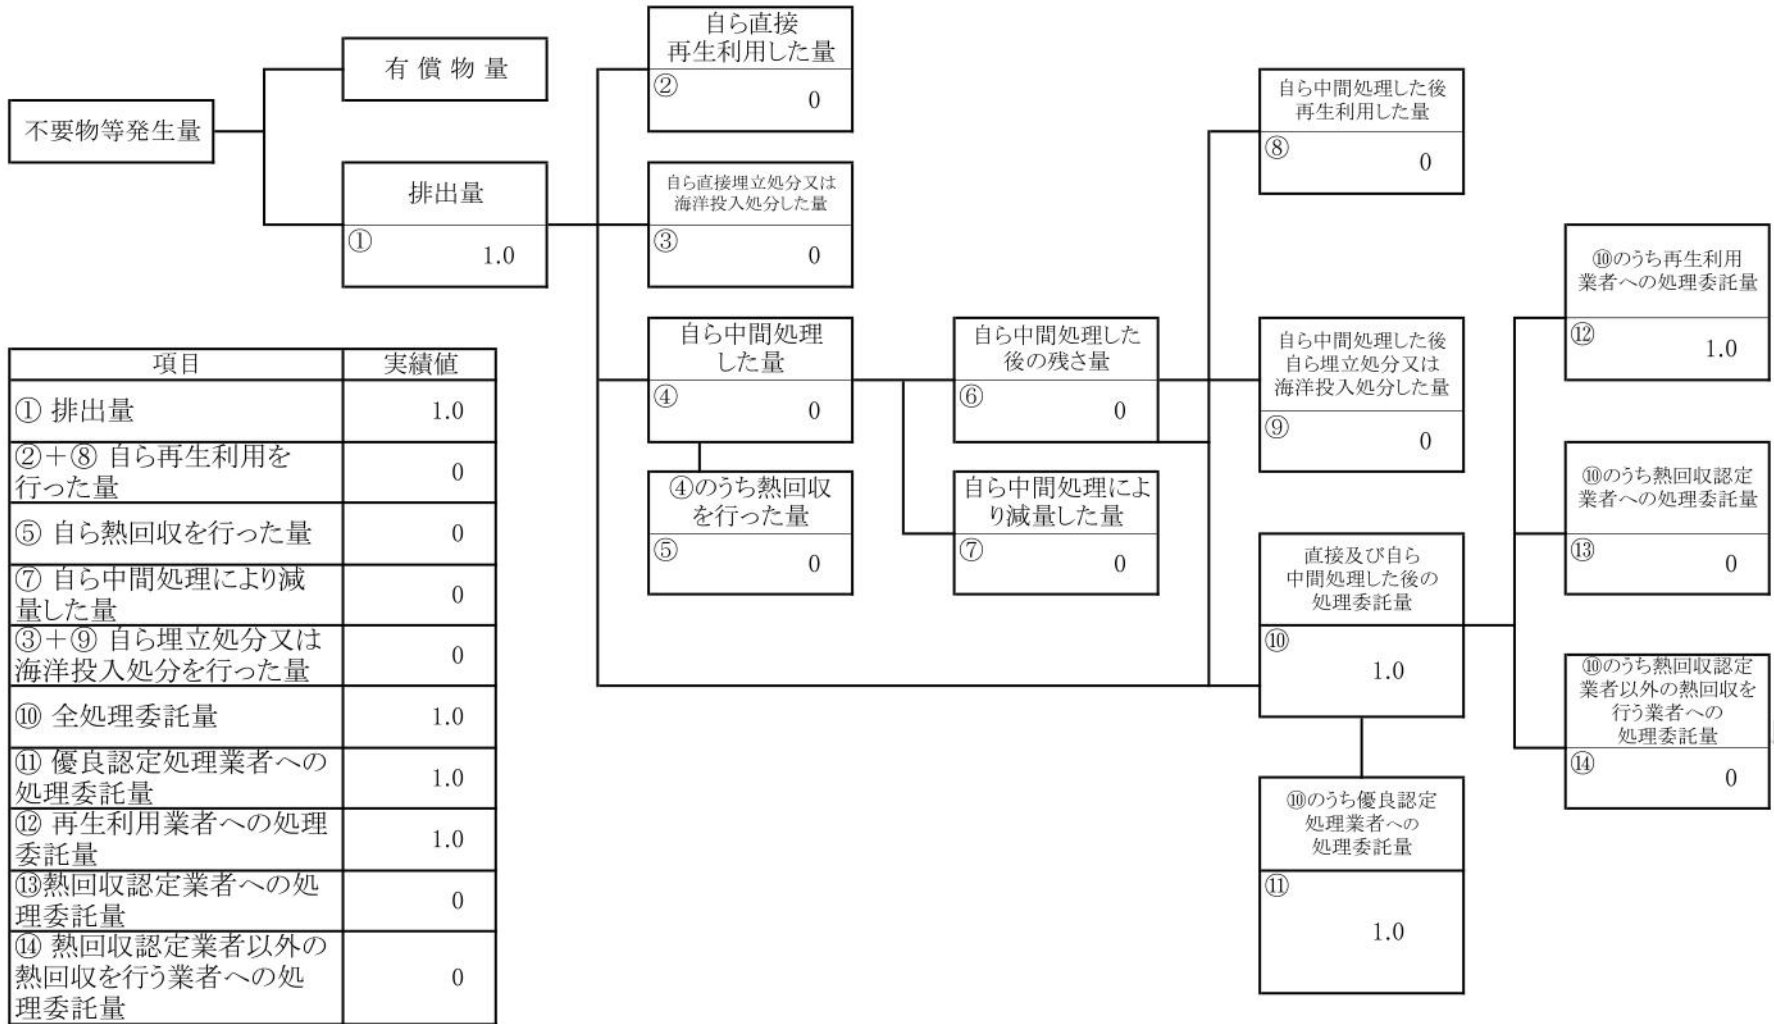 不要物等発生量
有 償 物 量
排出量
①
1.0
自ら直接
再生利用した量
②
0
自ら直接埋立処分又は
海洋投入処分した量
③
0
自ら中間処理
した量
④
0
④のうち熱回収
を行った量
⑤
0
自ら中間処理した
後の残さ量
⑥
0
自ら中間処理によ
り減量した量
⑦
0
自ら中間処理した後
再生利用した量
⑧
0
自ら中間処理した後
自ら埋立処分又は
海洋投入処分した量
⑨
0
直接及び自ら
中間処理した後の
処理委託量
⑩
1.0
⑩のうち優良認定
処理業者への
処理委託量
⑪
1.0
⑩のうち再生利用
業者への処理委託量
⑫
1.0
⑩のうち熱回収認定
業者への処理委託量
⑬
0
⑩のうち熱回収認定
業者以外の熱回収を
行う業者への
処理委託量
⑭
0
項目 実績値
① 排出量 1.0
②＋⑧ 自ら再生利用を
行った量 0
⑤ 自ら熱回収を行った量 0
⑦ 自ら中間処理により減
量した量 0
③＋⑨ 自ら埋立処分又は
海洋投入処分を行った量 0
⑩ 全処理委託量 1.0
⑪ 優良認定処理業者への
処理委託量 1.0
⑫ 再生利用業者への処理
委託量 1.0
⑬熱回収認定業者への処
理委託量 0
⑭ 熱回収認定業者以外の
熱回収を行う業者への処
理委託量 0